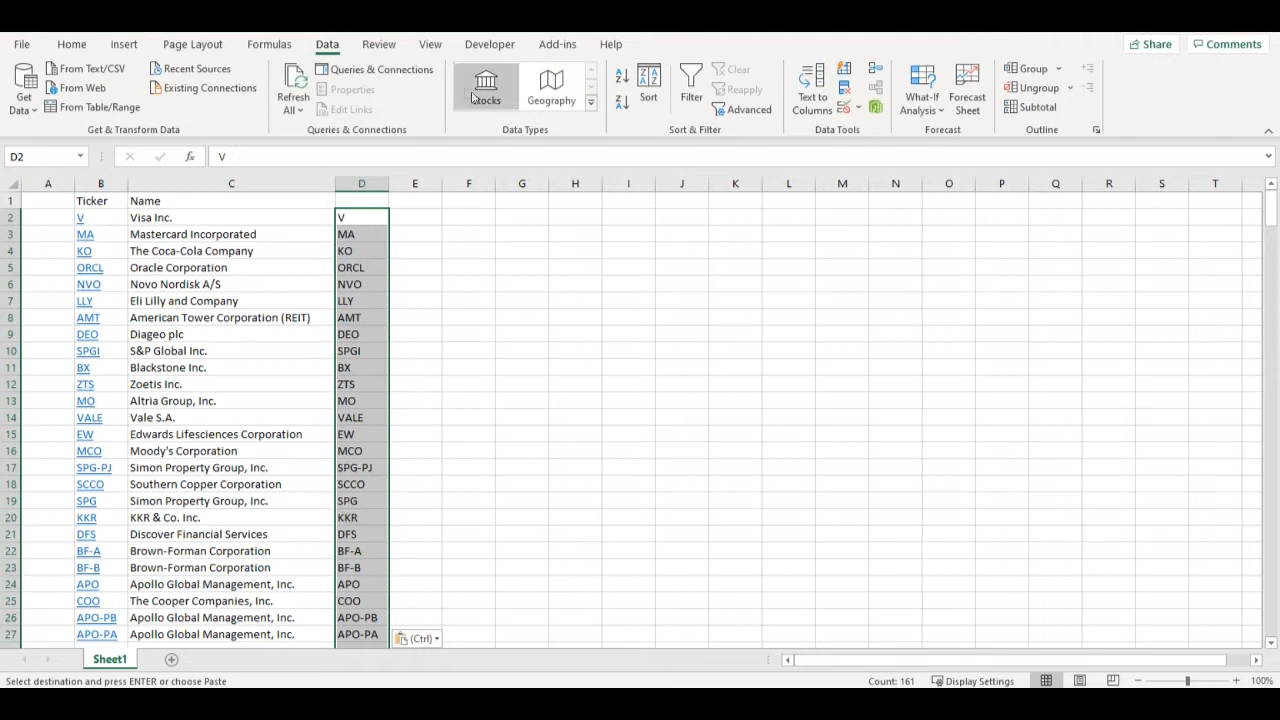 File Home Insert Page Layout Formulas Data Review View Developer Add-ins Help Share Comments
Get Data From Text/CSV From Web From Table/Range Recent Sources Existing Connections
Get & Transform Data
Refresh All Queries & Connections Properties Edit Links
Queries & Connections
Stocks Geography
Data Types
Sort Filter Clear Reapply Advanced
Sort & Filter
Text to Columns
Data Tools
What-If Analysis Forecast Sheet
Forecast
Group Ungroup Subtotal
Outline
D2 fx V
A B C D E F G H I J K L M N O P Q R S T
1 Ticker Name
2 V Visa Inc. V
3 MA Mastercard Incorporated MA
4 KO The Coca-Cola Company KO
5 ORCL Oracle Corporation ORCL
6 NVO Novo Nordisk A/S NVO
7 LLY Eli Lilly and Company LLY
8 AMT American Tower Corporation (REIT) AMT
9 DEO Diageo plc DEO
10 SPGI S&P Global Inc. SPGI
11 BX Blackstone Inc. BX
12 ZTS Zoetis Inc. ZTS
13 MO Altria Group, Inc. MO
14 VALE Vale S.A. VALE
15 EW Edwards Lifesciences Corporation EW
16 MCO Moody's Corporation MCO
17 SPG-PJ Simon Property Group, Inc. SPG-PJ
18 SCCO Southern Copper Corporation SCCO
19 SPG Simon Property Group, Inc. SPG
20 KKR KKR & Co. Inc. KKR
21 DFS Discover Financial Services DFS
22 BF-A Brown-Forman Corporation BF-A
23 BF-B Brown-Forman Corporation BF-B
24 APO Apollo Global Management, Inc. APO
25 COO The Cooper Companies, Inc. COO
26 APO-PB Apollo Global Management, Inc. APO-PB
27 APO-PA Apollo Global Management, Inc. APO-PA (Ctrl)
Sheet1
Select destination and press ENTER or choose Paste Count: 161 Display Settings 100%